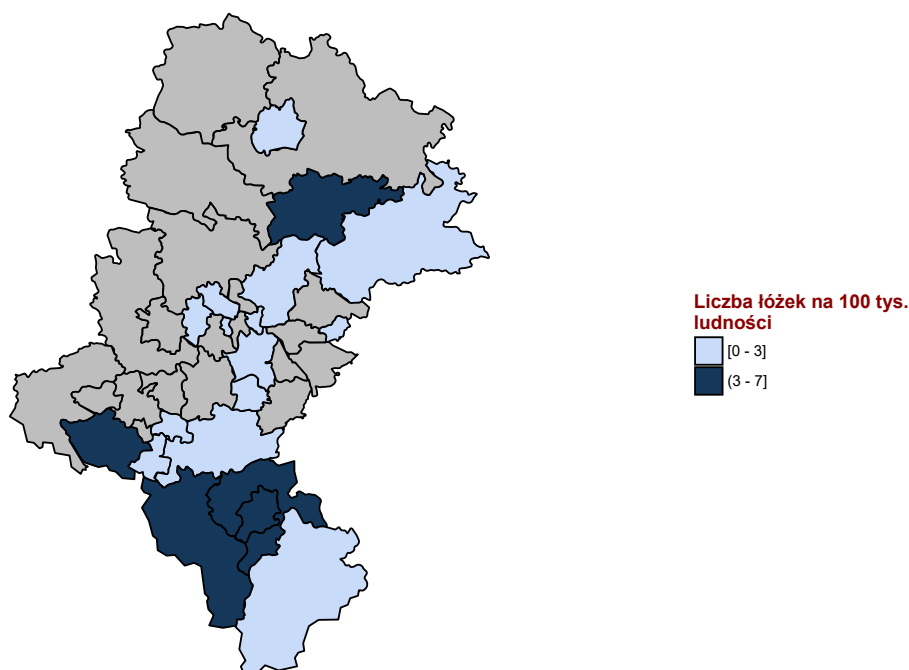 Liczba łóżek na 100 tys.
ludności
[0 - 3]
(3 - 7]